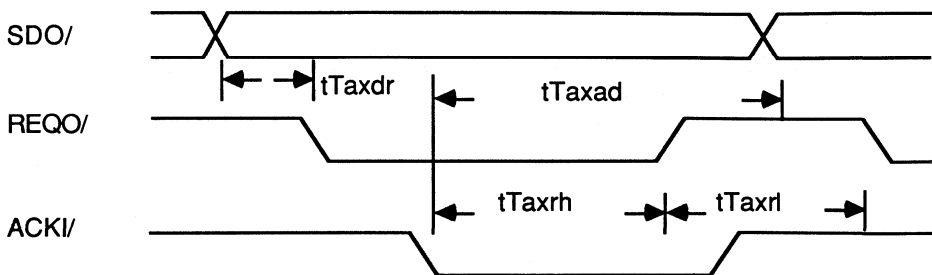 SDO/
tTaxdr
tTaxad
REQO/
tTaxrh
tTaxrl
ACKI/